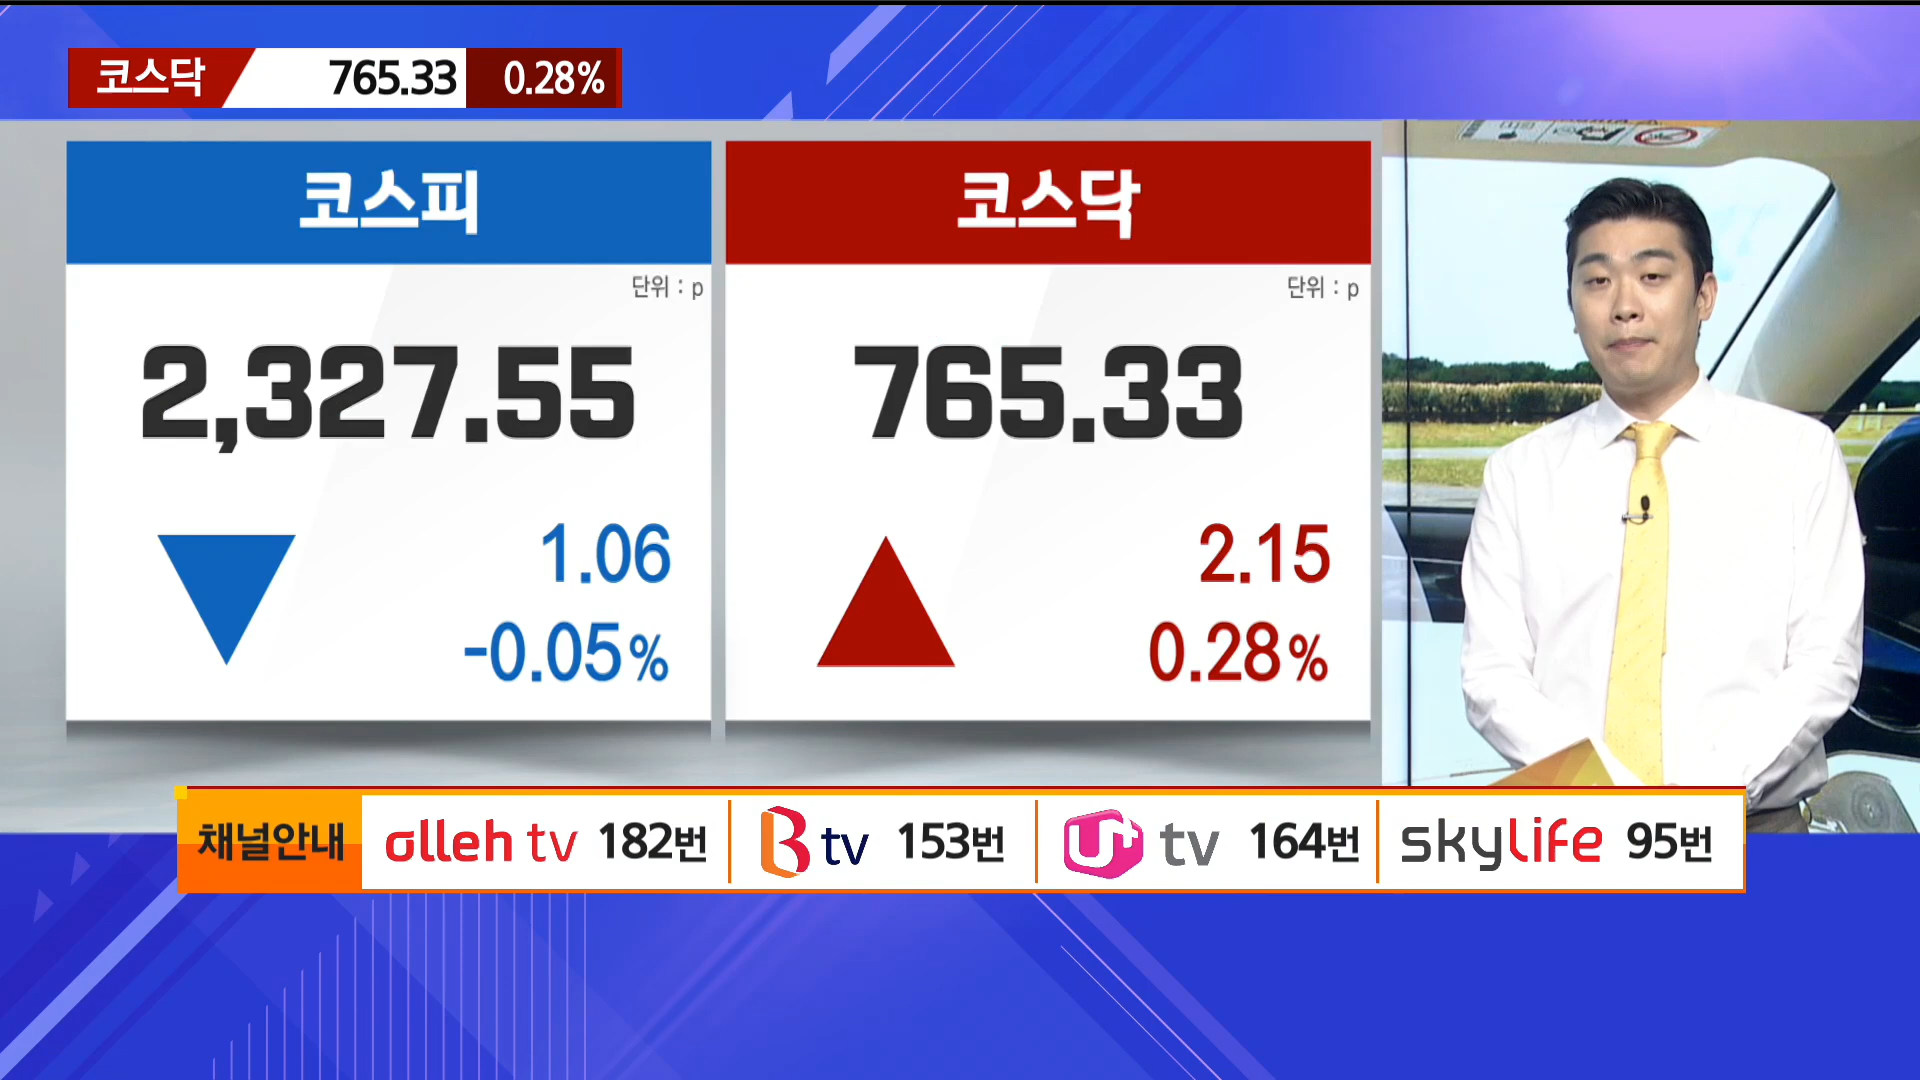 코스닥 765.33 0.28%
코스피
단위 : p
2,327.55
1.06
-0.05%
코스닥
단위 : p
765.33
2.15
0.28%
채널안내 olleh tv 182번 B tv 153번 U+ tv 164번 skylife 95번